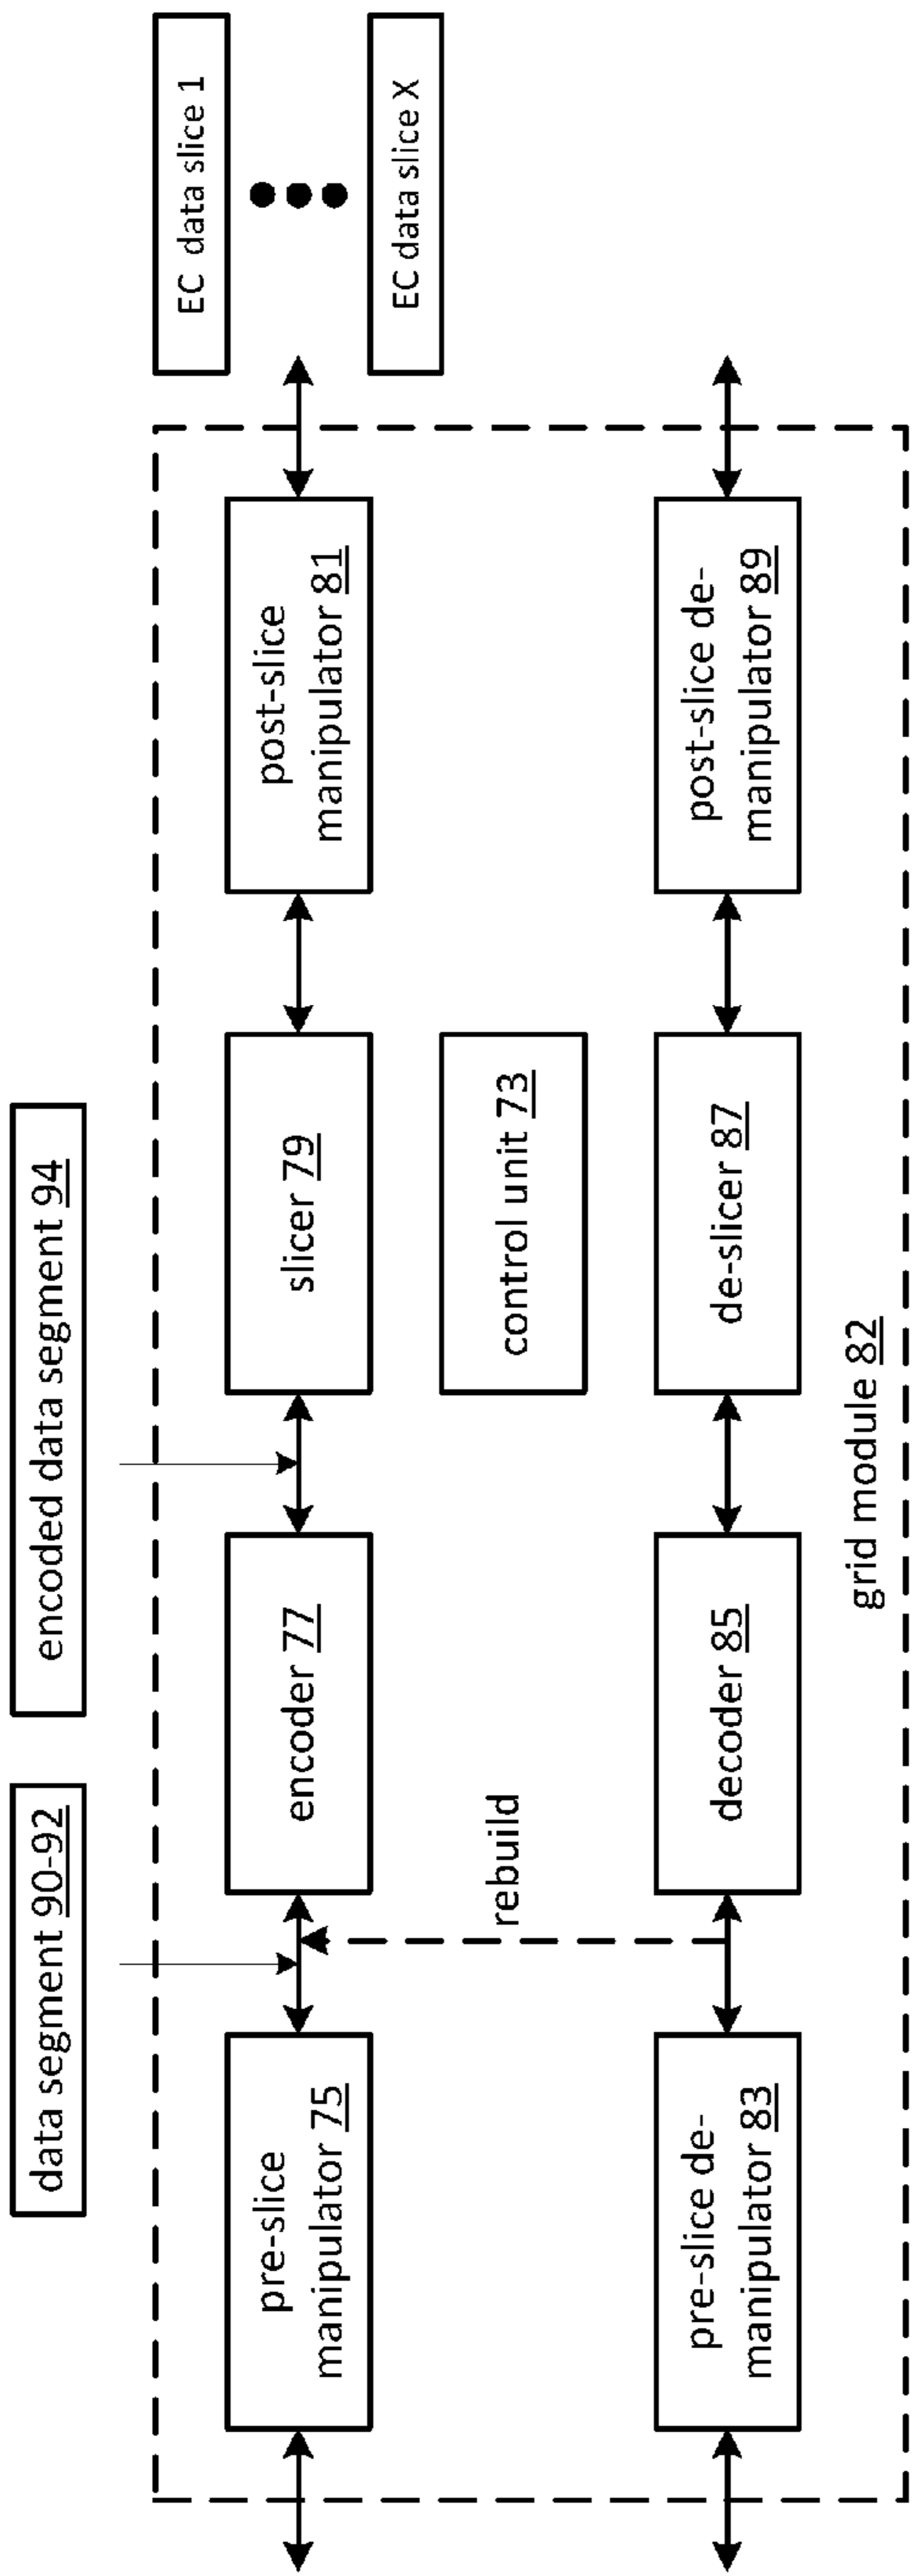 data segment 90-92
encoded data segment 94
EC data slice 1
EC data slice X
pre-slice
manipulator 75
encoder 77
slicer 79
post-slice
manipulator 81
rebuild
control unit 73
pre-slice de-
manipulator 83
decoder 85
de-slicer 87
post-slice de-
manipulator 89
grid module 82